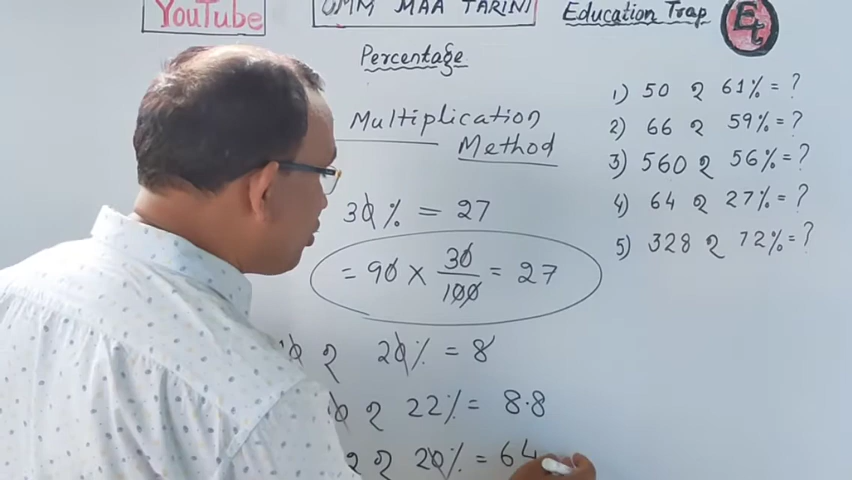 YouTube
OMM MAA TARINI
Education Trap
Et
Percentage
Multiplication
Method
30% = 27
= 90 × 30/100 = 27
ର 20% = 8
ର 22% = 8.8
ର 20% = 64
1) 50 ର 61% = ?
2) 66 ର 59% = ?
3) 560 ର 56% = ?
4) 64 ର 27% = ?
5) 328 ର 72% = ?